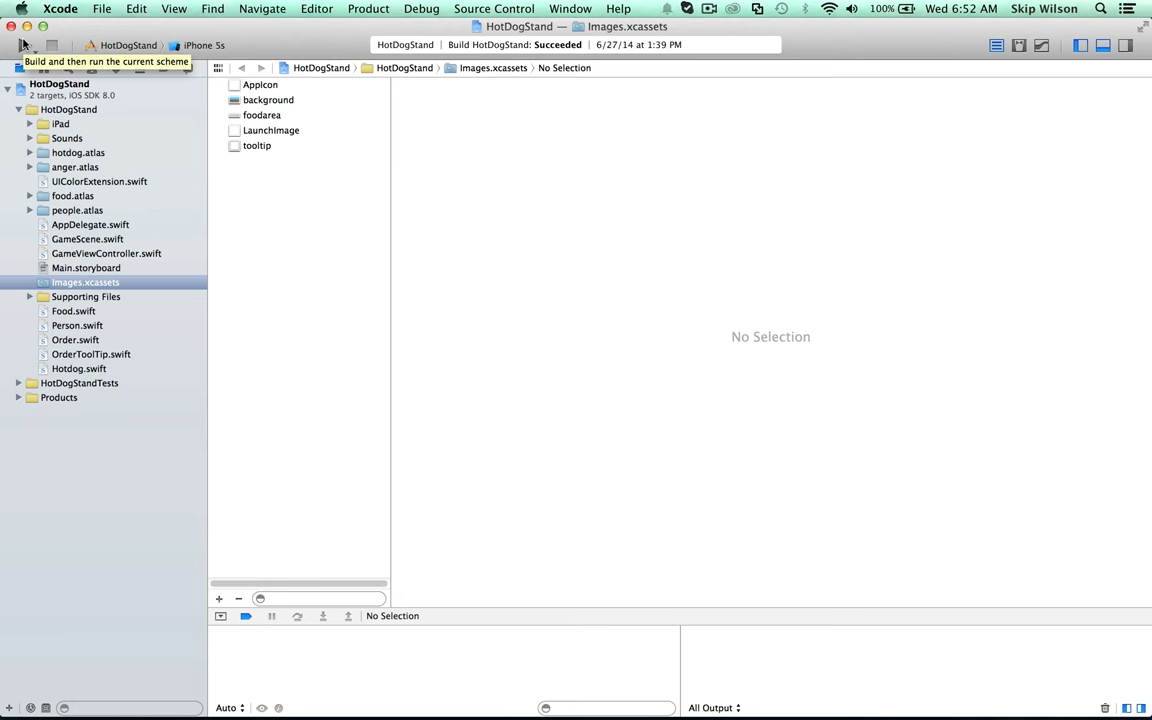 Xcode File Edit View Find Navigate Editor Product Debug Source Control Window Help 100% Wed 6:52 AM Skip Wilson
HotDogStand — Images.xcassets
HotDogStand iPhone 5s HotDogStand Build HotDogStand: Succeeded 6/27/14 at 1:39 PM
Build and then run the current scheme
HotDogStand HotDogStand Images.xcassets No Selection
HotDogStand
2 targets, iOS SDK 8.0
HotDogStand
iPad
Sounds
hotdog.atlas
anger.atlas
UIColorExtension.swift
food.atlas
people.atlas
AppDelegate.swift
GameScene.swift
GameViewController.swift
Main.storyboard
Images.xcassets
Supporting Files
Food.swift
Person.swift
Order.swift
OrderToolTip.swift
Hotdog.swift
HotDogStandTests
Products
AppIcon
background
foodarea
LaunchImage
tooltip
No Selection
No Selection
Auto
All Output